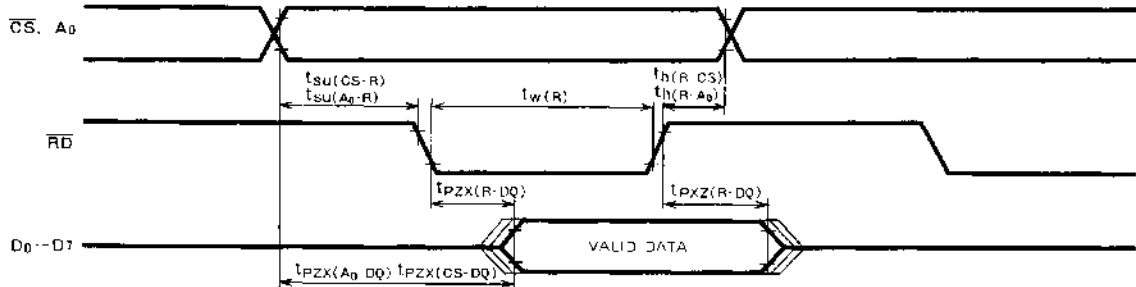 CS, A0
tsu(CS-R)
tsu(A0-R)
tw(R)
th(R-CS)
th(R-A0)
RD
tPZX(R-DQ)
tPXZ(R-DQ)
D0--D7
VALID DATA
tPZX(A0-DQ) tPZX(CS-DQ)